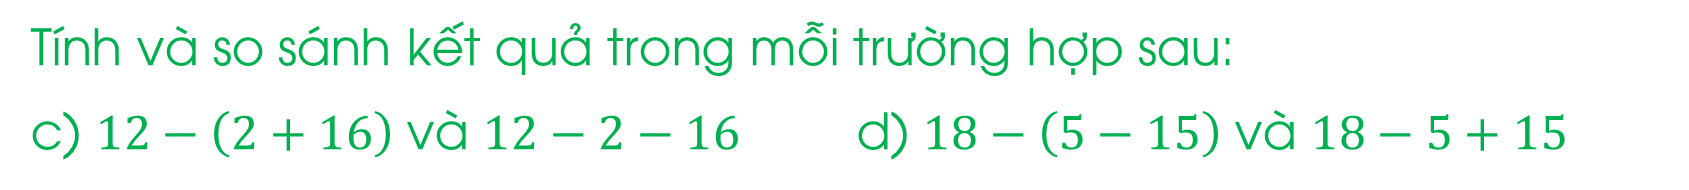 Tính và so sánh kết quả trong mỗi trường hợp sau:
c) 12 − (2 + 16) và 12 − 2 − 16 d) 18 − (5 − 15) và 18 − 5 + 15